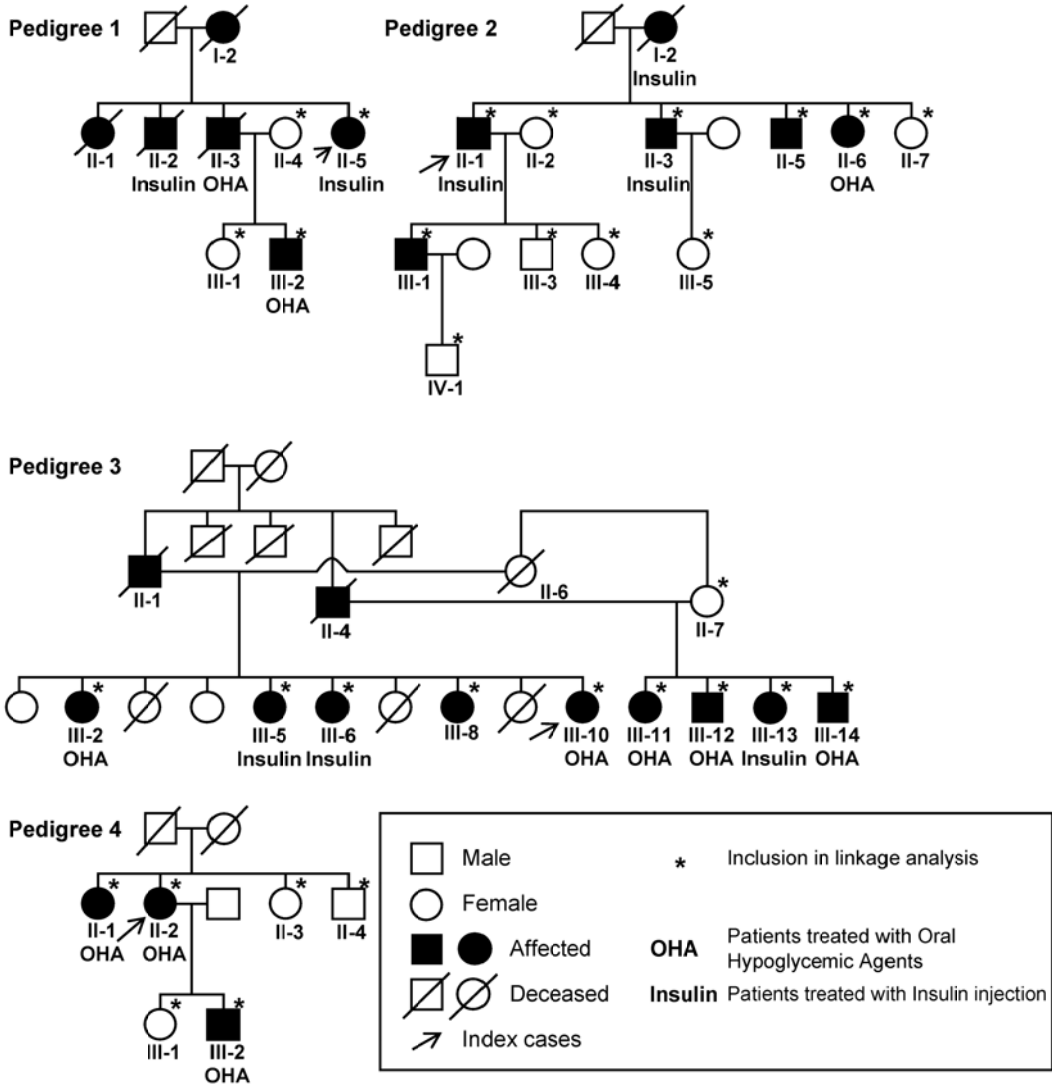 Pedigree 1
Pedigree 2
I-2
I-2
Insulin
* * * * * * * *
II-1 II-2 II-3 II-4 II-5 II-1 II-2 II-3 II-5 II-6 II-7
Insulin OHA Insulin Insulin Insulin OHA
* * * * * *
III-1 III-2 III-1 III-3 III-4 III-5
OHA
*
IV-1
Pedigree 3
II-1
II-6
*
II-4
II-7
* * * * * * * * *
III-2 III-5 III-6 III-8 III-10 III-11 III-12 III-13 III-14
OHA Insulin Insulin OHA OHA OHA Insulin OHA
Pedigree 4
* * * *
II-1 II-2 II-3 II-4
OHA OHA
* *
III-1 III-2
OHA
Male
* Inclusion in linkage analysis
Female
Affected
OHA Patients treated with Oral
Hypoglycemic Agents
Deceased
Insulin Patients treated with Insulin injection
Index cases